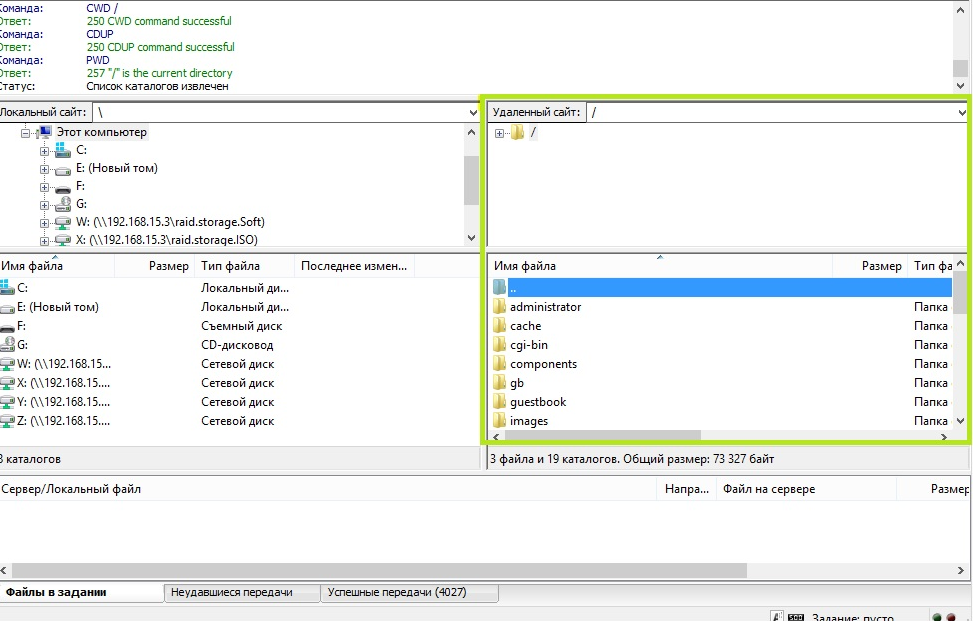 Команда: CWD /
Ответ: 250 CWD command successful
Команда: CDUP
Ответ: 250 CDUP command successful
Команда: PWD
Ответ: 257 "/" is the current directory
Статус: Список каталогов извлечен
Локальный сайт: \
Удаленный сайт: /
Этот компьютер
C:
E: (Новый том)
F:
G:
W: (\\192.168.15.3\raid.storage.Soft)
X: (\\192.168.15.3\raid.storage.ISO)
/
Имя файла Размер Тип файла Последнее измен...
C: Локальный ди...
E: (Новый том) Локальный ди...
F: Съемный диск
G: CD-дисковод
W: (\\192.168.15.... Сетевой диск
X: (\\192.168.15.... Сетевой диск
Y: (\\192.168.15.... Сетевой диск
Z: (\\192.168.15.... Сетевой диск
каталогов
Имя файла Размер Тип фа
..
administrator Папка
cache Папка
cgi-bin Папка
components Папка
gb Папка
guestbook Папка
images Папка
3 файла и 19 каталогов. Общий размер: 73 327 байт
Сервер/Локальный файл Напра... Файл на сервере Размер
Файлы в задании Неудавшиеся передачи Успешные передачи (4027)
Задание: пусто